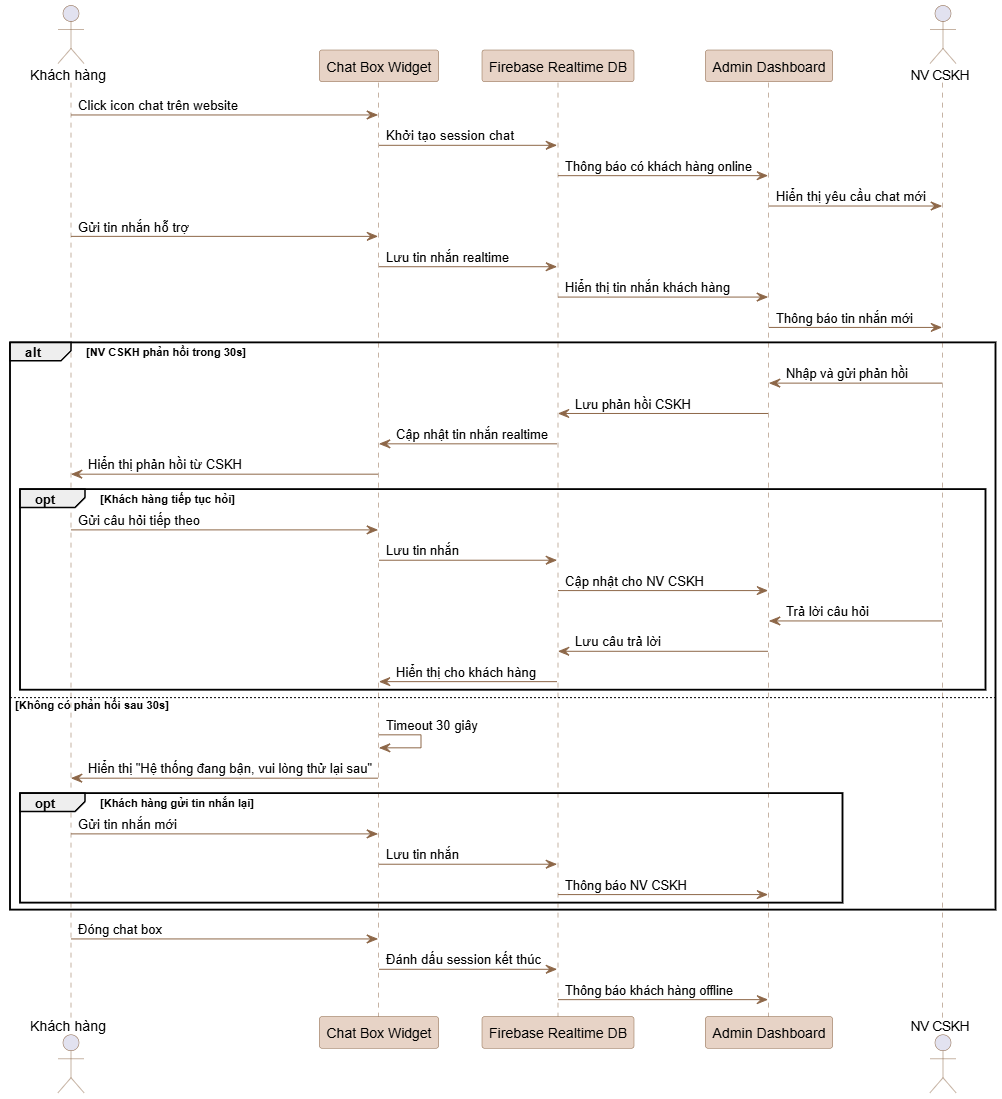 Khách hàng
Chat Box Widget
Firebase Realtime DB
Admin Dashboard
NV CSKH
Click icon chat trên website
Khởi tạo session chat
Thông báo có khách hàng online
Hiển thị yêu cầu chat mới
Gửi tin nhắn hỗ trợ
Lưu tin nhắn realtime
Hiển thị tin nhắn khách hàng
Thông báo tin nhắn mới
alt [NV CSKH phản hồi trong 30s]
Nhập và gửi phản hồi
Lưu phản hồi CSKH
Cập nhật tin nhắn realtime
Hiển thị phản hồi từ CSKH
opt [Khách hàng tiếp tục hỏi]
Gửi câu hỏi tiếp theo
Lưu tin nhắn
Cập nhật cho NV CSKH
Trả lời câu hỏi
Lưu câu trả lời
Hiển thị cho khách hàng
[Không có phản hồi sau 30s]
Timeout 30 giây
Hiển thị "Hệ thống đang bận, vui lòng thử lại sau"
opt [Khách hàng gửi tin nhắn lại]
Gửi tin nhắn mới
Lưu tin nhắn
Thông báo NV CSKH
Đóng chat box
Đánh dấu session kết thúc
Thông báo khách hàng offline
Khách hàng
Chat Box Widget
Firebase Realtime DB
Admin Dashboard
NV CSKH